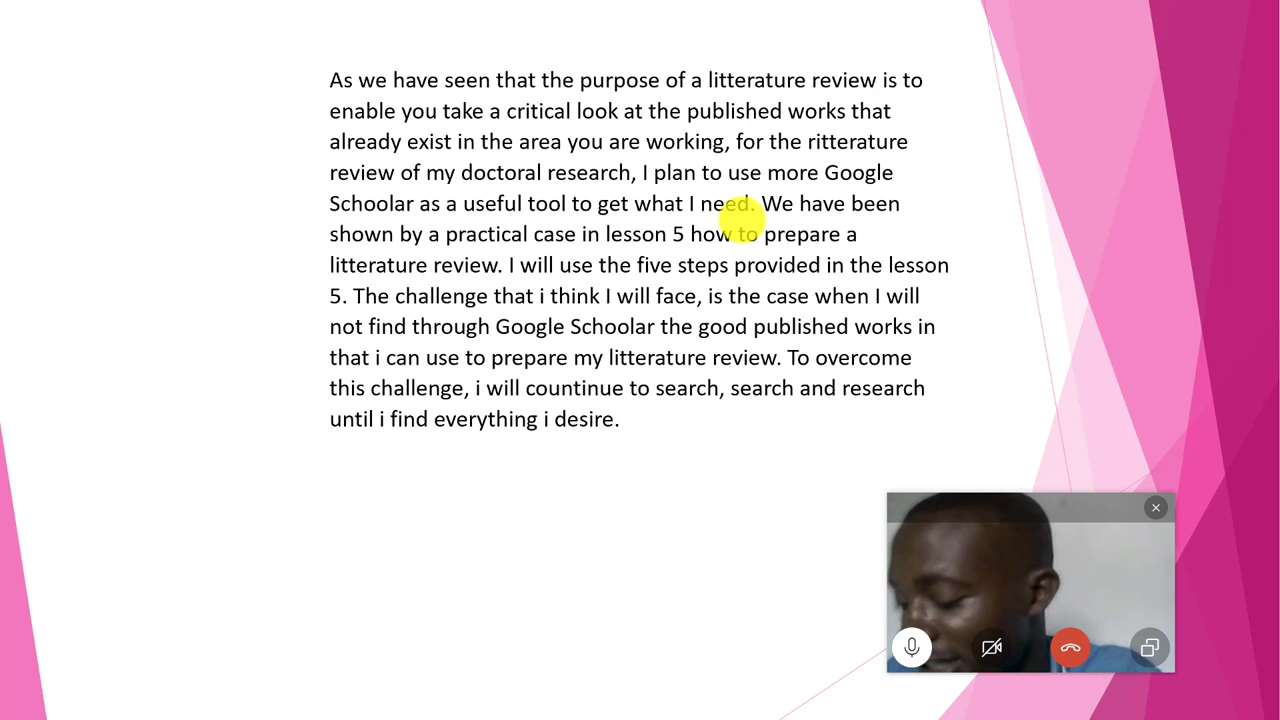 As we have seen that the purpose of a litterature review is to
enable you take a critical look at the published works that
already exist in the area you are working, for the ritterature
review of my doctoral research, I plan to use more Google
Schoolar as a useful tool to get what I need. We have been
shown by a practical case in lesson 5 how to prepare a
litterature review. I will use the five steps provided in the lesson
5. The challenge that i think I will face, is the case when I will
not find through Google Schoolar the good published works in
that i can use to prepare my litterature review. To overcome
this challenge, i will countinue to search, search and research
until i find everything i desire.